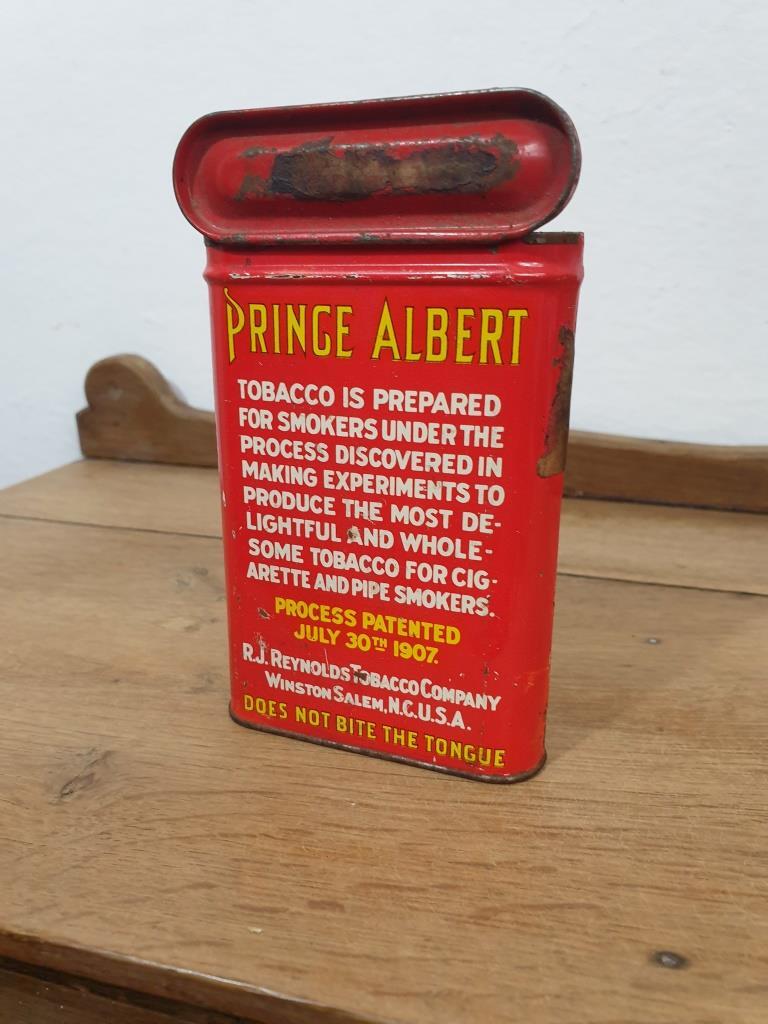 PRINCE ALBERT
TOBACCO IS PREPARED
FOR SMOKERS UNDER THE
PROCESS DISCOVERED IN
MAKING EXPERIMENTS TO
PRODUCE THE MOST DE-
LIGHTFUL AND WHOLE-
SOME TOBACCO FOR CIG-
ARETTE AND PIPE SMOKERS.
PROCESS PATENTED
JULY 30TH 1907.
R.J. REYNOLDS TOBACCO COMPANY
WINSTON SALEM, N.C.U.S.A.
DOES NOT BITE THE TONGUE